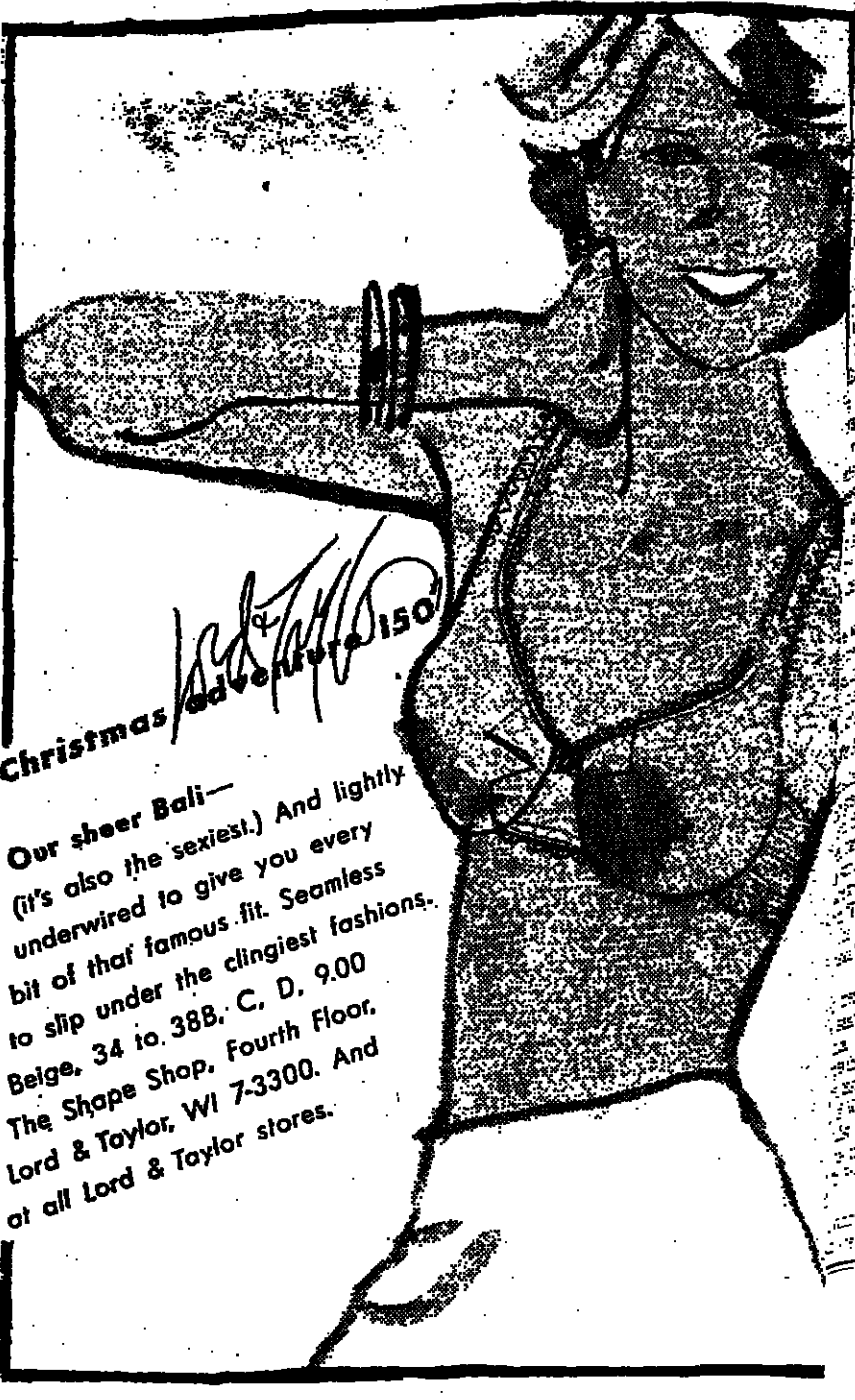 Lord & Taylor
Christmas adventure 150
Our sheer Bali—
(it's also the sexiest.) And lightly
underwired to give you every
bit of that famous fit. Seamless
to slip under the clingiest fashions.
Beige, 34 to 38B, C, D, 9.00
The Shape Shop, Fourth Floor,
Lord & Taylor, WI 7-3300. And
at all Lord & Taylor stores.